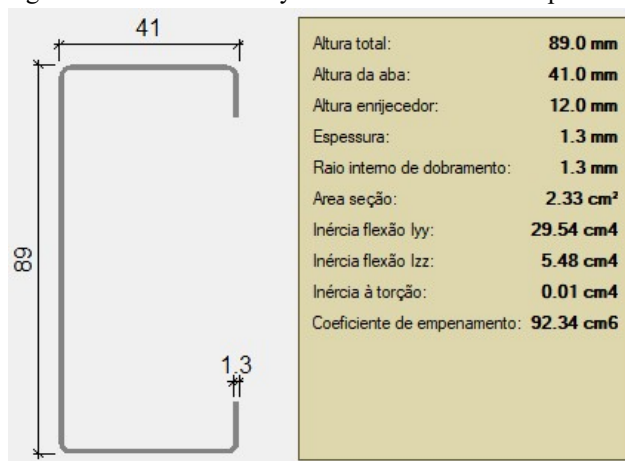 41
89
1.3
Altura total: 89.0 mm
Altura da aba: 41.0 mm
Altura enrijecedor: 12.0 mm
Espessura: 1.3 mm
Raio interno de dobramento: 1.3 mm
Area seção: 2.33 cm²
Inércia flexão Iyy: 29.54 cm4
Inércia flexão Izz: 5.48 cm4
Inércia à torção: 0.01 cm4
Coeficiente de empenamento: 92.34 cm6